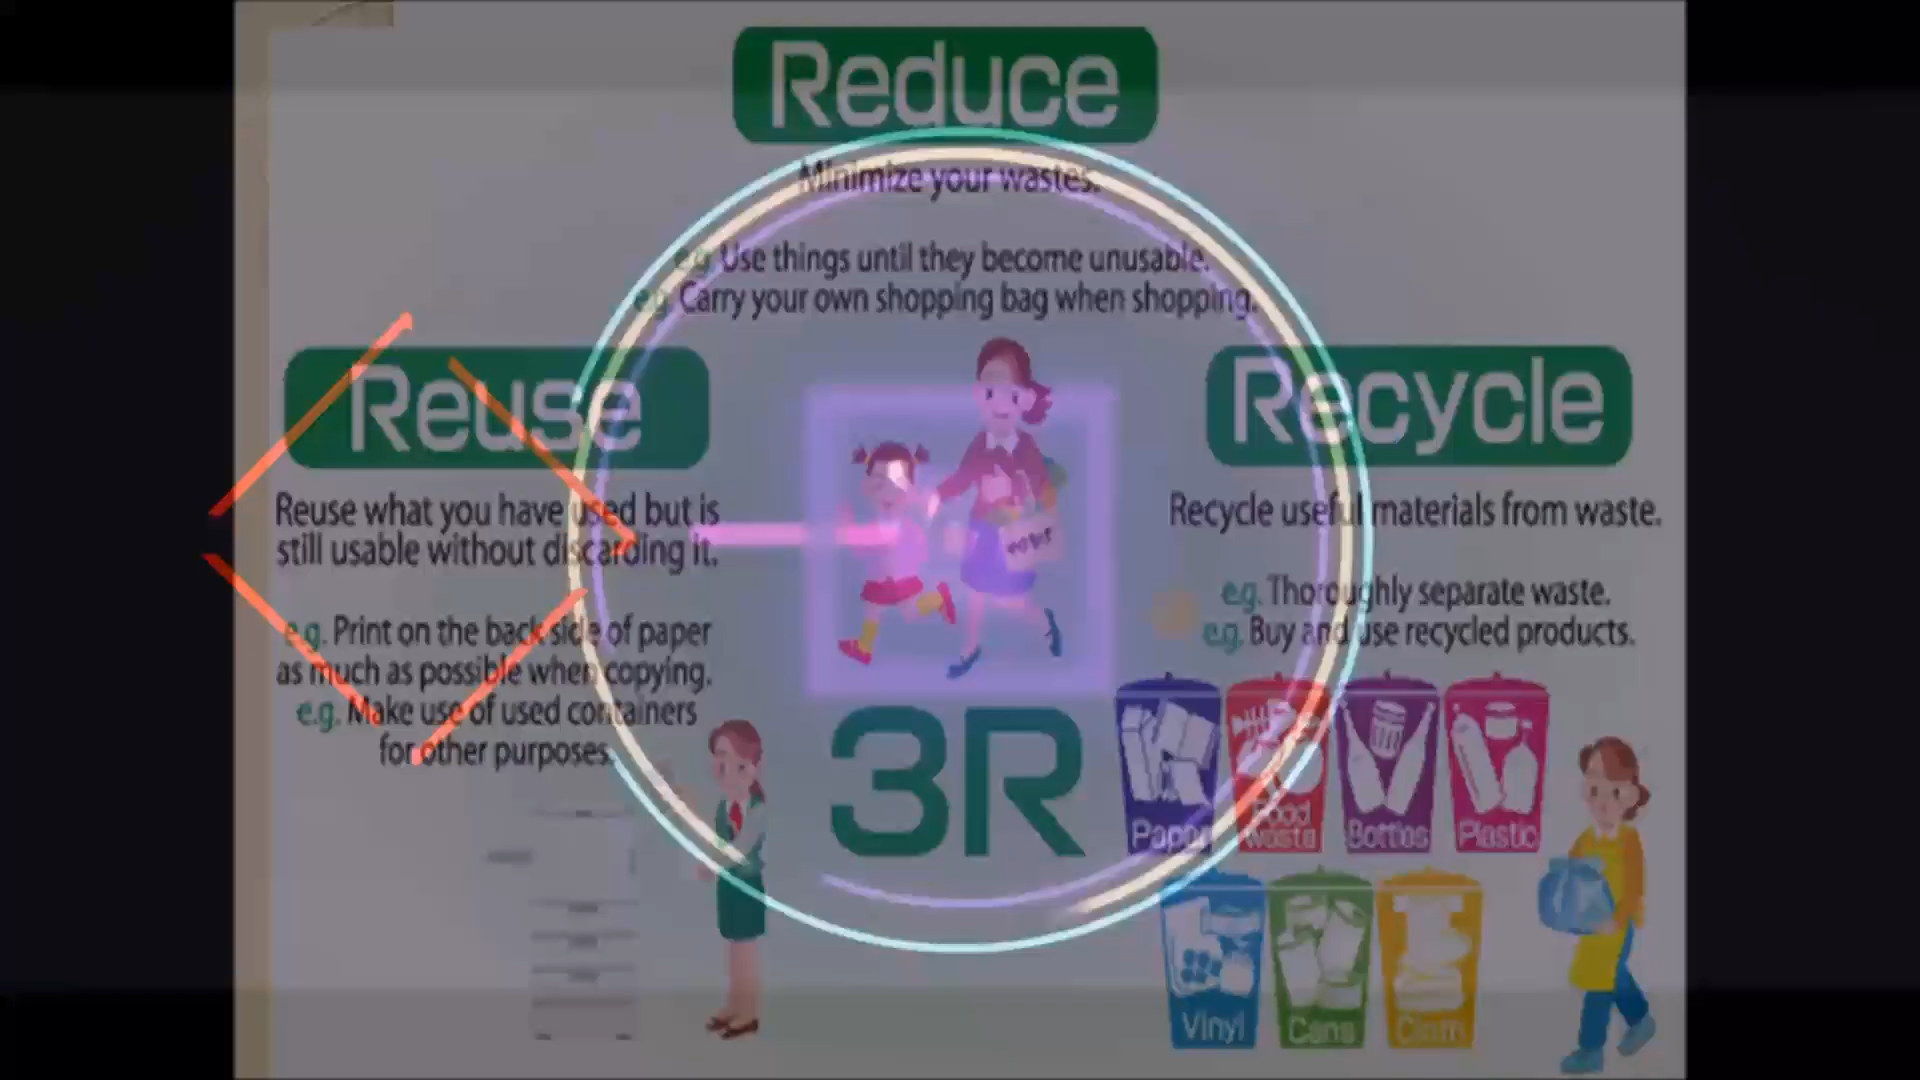 Reduce
Minimize your wastes.
e.g. Use things until they become unusable.
e.g. Carry your own shopping bag when shopping.
Reuse
Reuse what you have used but is
still usable without discarding it.
e.g. Print on the back side of paper
as much as possible when copying.
e.g. Make use of used containers
for other purposes.
Recycle
Recycle useful materials from waste.
e.g. Thoroughly separate waste.
e.g. Buy and use recycled products.
3R
Paper
Food
waste
Bottles
Plastic
Vinyl
Cans
Cloth